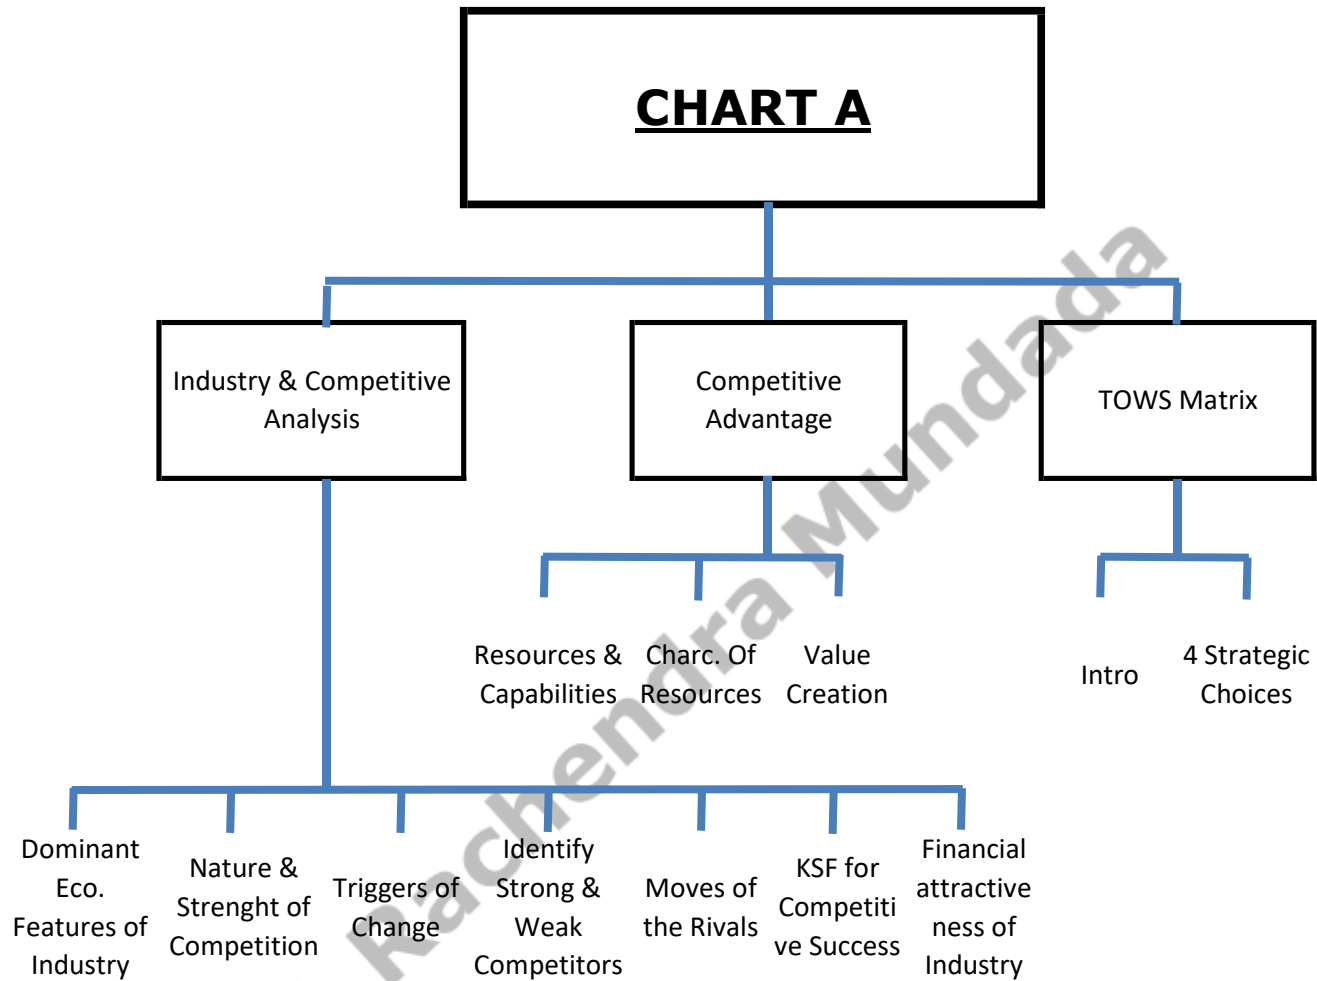 CHART A
Industry & Competitive
Analysis
Competitive
Advantage
TOWS Matrix
Resources &
Capabilities
Charc. Of
Resources
Value
Creation
Intro
4 Strategic
Choices
Dominant
Eco.
Features of
Industry
Nature &
Strenght of
Competition
Triggers of
Change
Identify
Strong &
Weak
Competitors
Moves of
the Rivals
KSF for
Competiti
ve Success
Financial
attractive
ness of
Industry
Rachendra Mundada